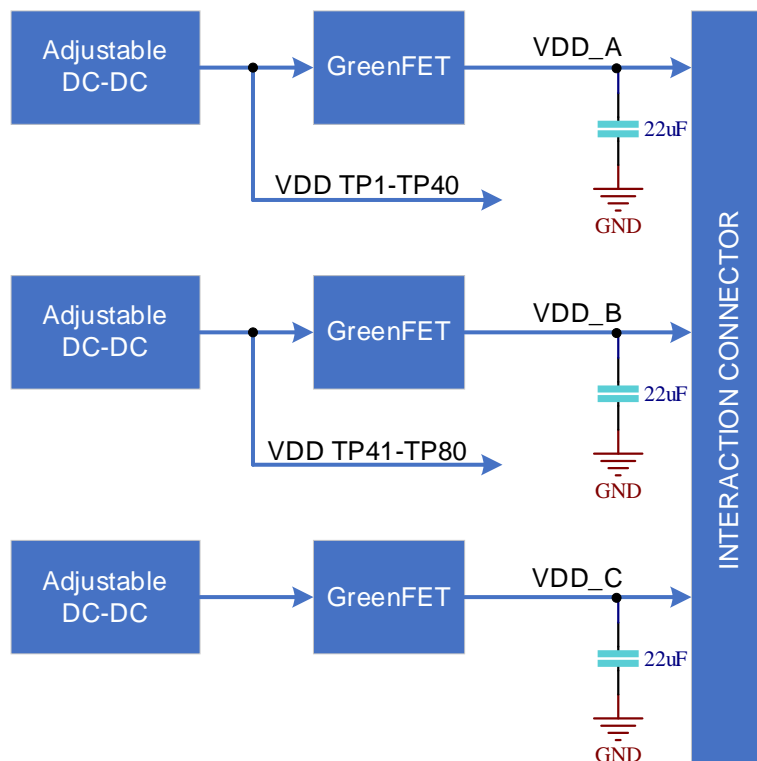 Adjustable
DC-DC
GreenFET
VDD_A
22uF
VDD TP1-TP40
GND
Adjustable
DC-DC
GreenFET
VDD_B
22uF
VDD TP41-TP80
GND
Adjustable
DC-DC
GreenFET
VDD_C
22uF
GND
INTERACTION CONNECTOR